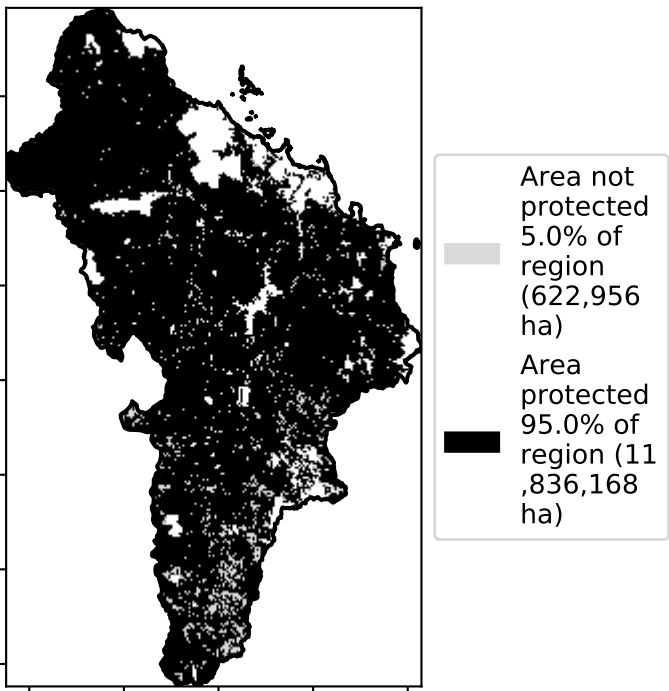 Area not
protected
5.0% of
region
(622,956
ha)
Area
protected
95.0% of
region (11
,836,168
ha)